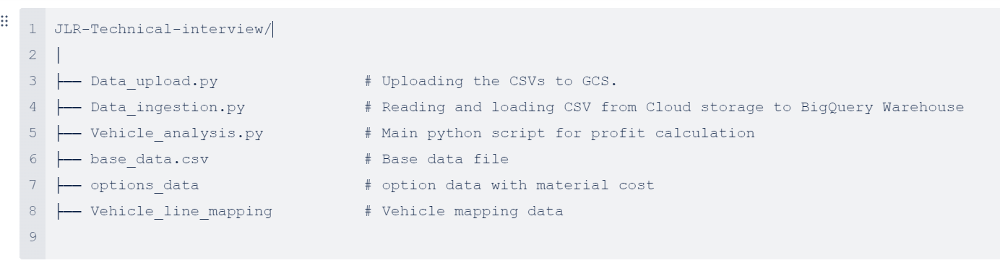 1 JLR-Technical-interview/
2 │
3 ├── Data_upload.py # Uploading the CSVs to GCS.
4 ├── Data_ingestion.py # Reading and loading CSV from Cloud storage to BigQuery Warehouse
5 ├── Vehicle_analysis.py # Main python script for profit calculation
6 ├── base_data.csv # Base data file
7 ├── options_data # option data with material cost
8 ├── Vehicle_line_mapping # Vehicle mapping data
9